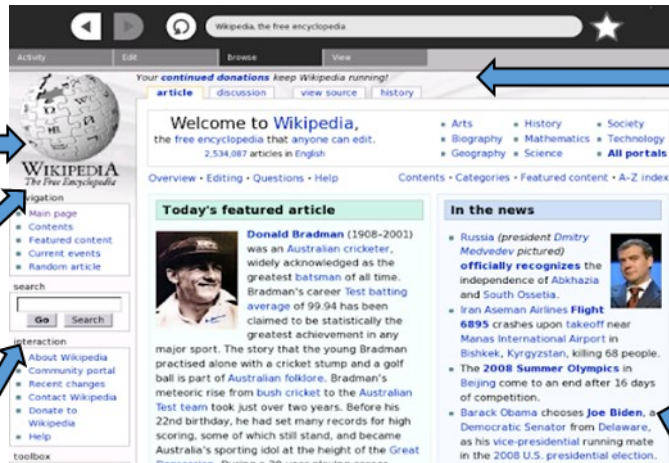 Wikipedia, the free encyclopedia
Activity Edit Browse View
Your continued donations keep Wikipedia running!
article discussion view source history
WIKIPEDIA
The Free Encyclopedia
navigation
Main page
Contents
Featured content
Current events
Random article
search
Go Search
interaction
About Wikipedia
Community portal
Recent changes
Contact Wikipedia
Donate to
Wikipedia
Help
toolbox
Welcome to Wikipedia,
the free encyclopedia that anyone can edit.
2,534,087 articles in English
Arts History Society
Biography Mathematics Technology
Geography Science All portals
Overview · Editing · Questions · Help
Contents · Categories · Featured content · A–Z index
Today's featured article
Donald Bradman (1908–2001)
was an Australian cricketer,
widely acknowledged as the
greatest batsman of all time.
Bradman's career Test batting
average of 99.94 has been
claimed to be statistically the
greatest achievement in any
major sport. The story that the young Bradman
practised alone with a cricket stump and a golf
ball is part of Australian folklore. Bradman's
meteoric rise from bush cricket to the Australian
Test team took just over two years. Before his
22nd birthday, he had set many records for high
scoring, some of which still stand, and became
Australia's sporting idol at the height of the Great
In the news
Russia (president Dmitry
Medvedev pictured)
officially recognizes the
independence of Abkhazia
and South Ossetia.
Iran Aseman Airlines Flight
6895 crashes upon takeoff near
Manas International Airport in
Bishkek, Kyrgyzstan, killing 68 people.
The 2008 Summer Olympics in
Beijing come to an end after 16 days
of competition.
Barack Obama chooses Joe Biden, a
Democratic Senator from Delaware,
as his vice-presidential running mate
in the 2008 U.S. presidential election.